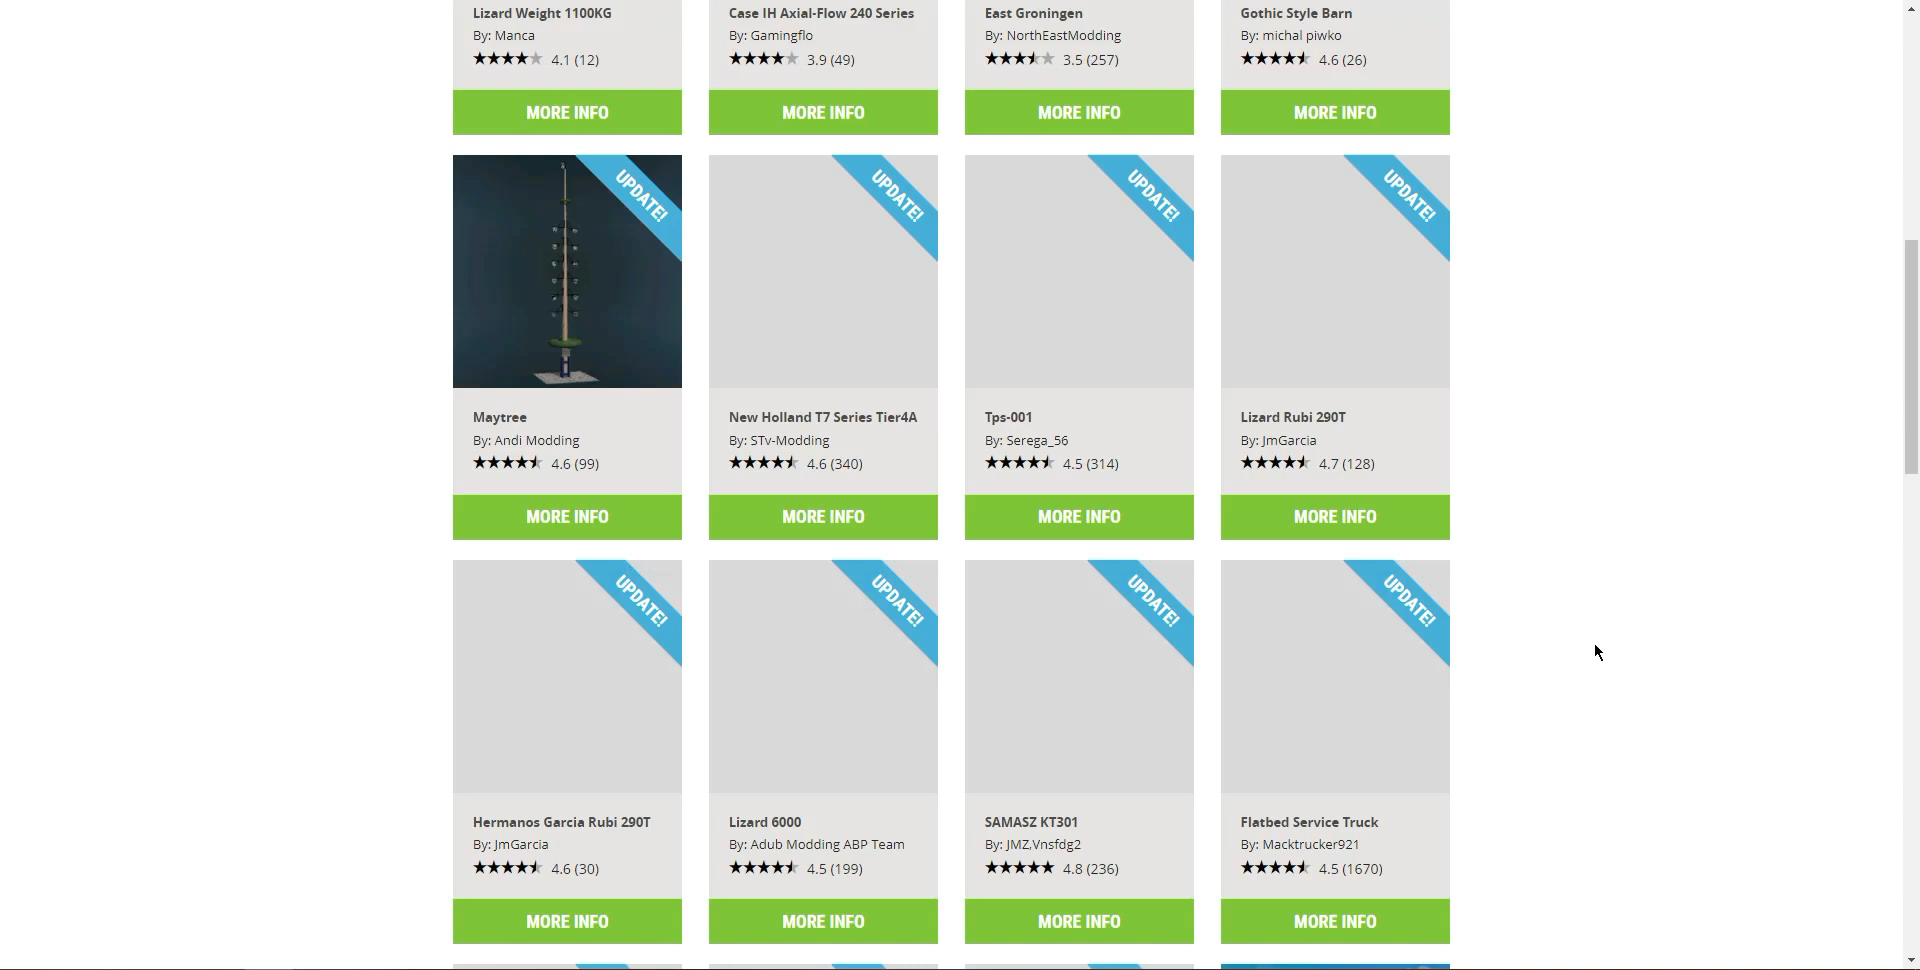 Lizard Weight 1100KG
By: Manca
4.1 (12)
MORE INFO
Case IH Axial-Flow 240 Series
By: Gamingflo
3.9 (49)
MORE INFO
East Groningen
By: NorthEastModding
3.5 (257)
MORE INFO
Gothic Style Barn
By: michal piwko
4.6 (26)
MORE INFO
UPDATE!
Maytree
By: Andi Modding
4.6 (99)
MORE INFO
UPDATE!
New Holland T7 Series Tier4A
By: STv-Modding
4.6 (340)
MORE INFO
UPDATE!
Tps-001
By: Serega_56
4.5 (314)
MORE INFO
UPDATE!
Lizard Rubi 290T
By: JmGarcia
4.7 (128)
MORE INFO
UPDATE!
Hermanos Garcia Rubi 290T
By: JmGarcia
4.6 (30)
MORE INFO
UPDATE!
Lizard 6000
By: Adub Modding ABP Team
4.5 (199)
MORE INFO
UPDATE!
SAMASZ KT301
By: JMZ,Vnsfdg2
4.8 (236)
MORE INFO
UPDATE!
Flatbed Service Truck
By: Macktrucker921
4.5 (1670)
MORE INFO